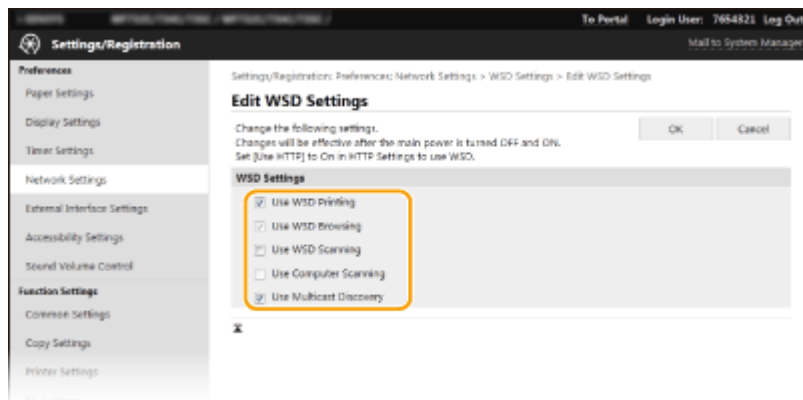 To Portal Login User: 7654321 Log Out
Settings/Registration
Mail to System Manager
Preferences
Paper Settings
Display Settings
Timer Settings
Network Settings
External Interface Settings
Accessibility Settings
Sound Volume Control
Function Settings
Common Settings
Copy Settings
Printer Settings
Settings/Registration: Preferences: Network Settings > WSD Settings > Edit WSD Settings
Edit WSD Settings
Change the following settings.
Changes will be effective after the main power is turned OFF and ON.
Set [Use HTTP] to On in HTTP Settings to use WSD.
OK Cancel
WSD Settings
Use WSD Printing
Use WSD Browsing
Use WSD Scanning
Use Computer Scanning
Use Multicast Discovery